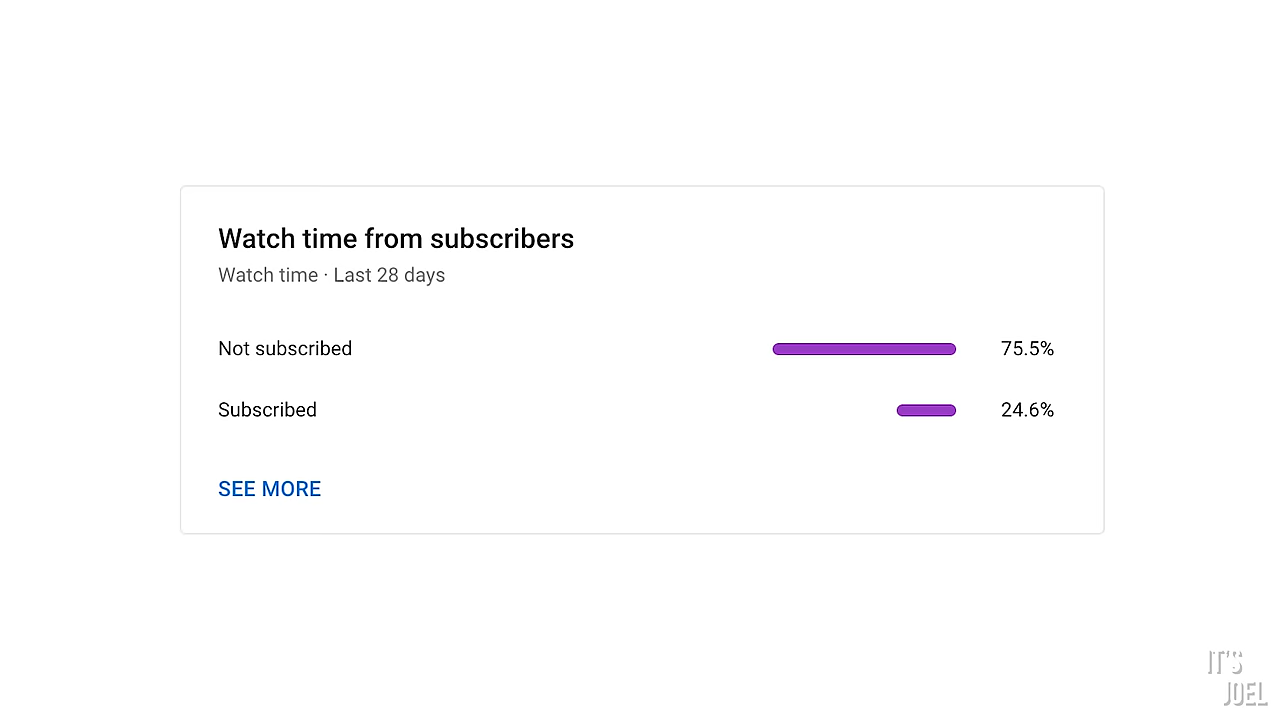 Watch time from subscribers
Watch time · Last 28 days
Not subscribed 75.5%
Subscribed 24.6%
SEE MORE
IT'S
JOEL